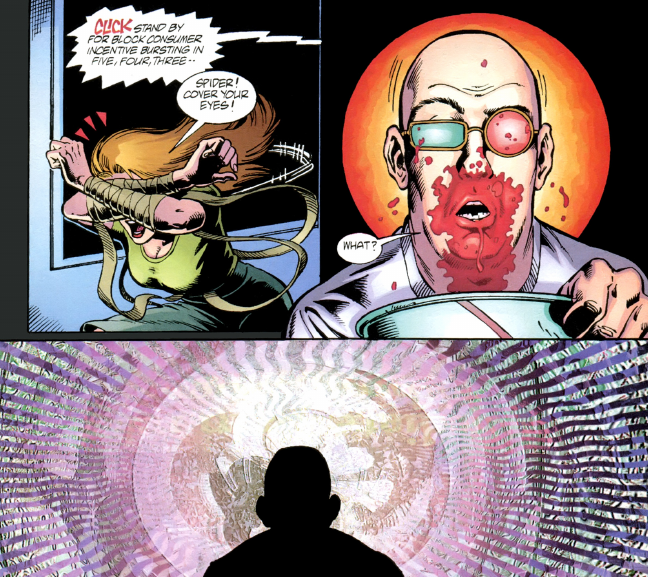 CLICK STAND BY
FOR BLOCK CONSUMER
INCENTIVE BURSTING IN
FIVE, FOUR, THREE--
SPIDER!
COVER YOUR
EYES!
WHAT?